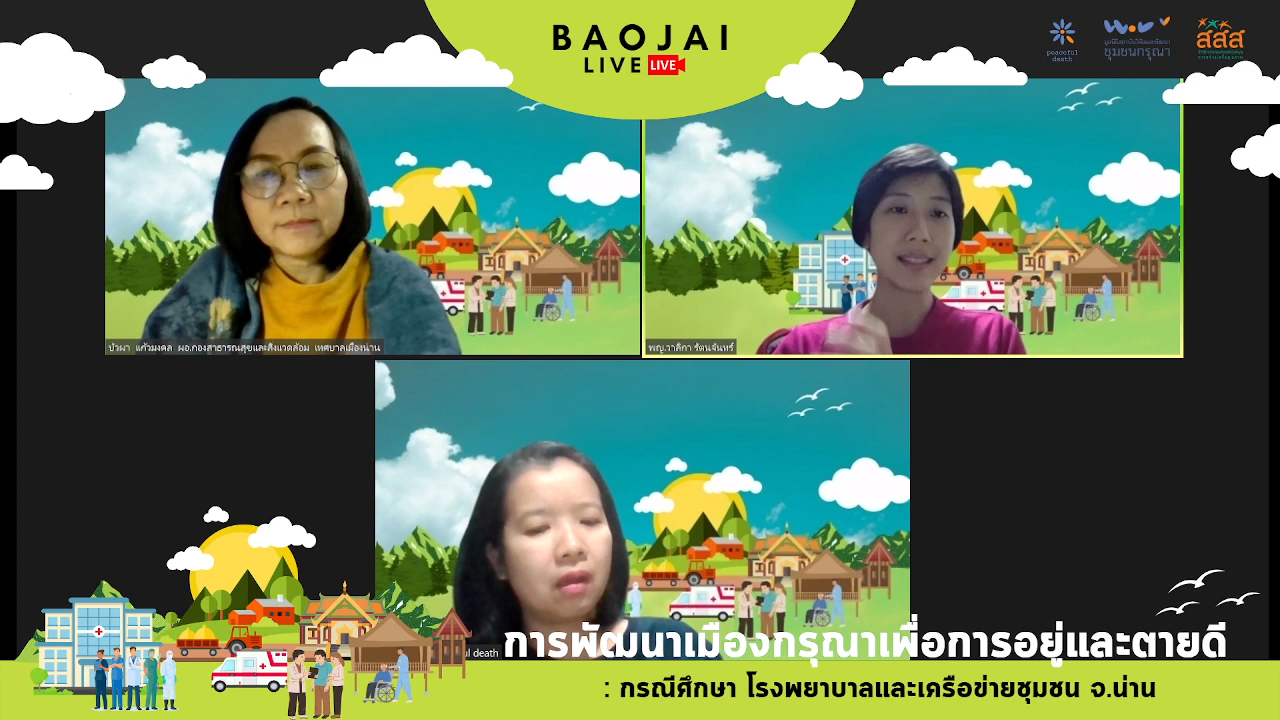 BAOJAI
LIVE LIVE
peaceful
death
ชุมชนกรุณา
สสส
บัวผา แก้วมงคล ผอ.กองสาธารณสุขและสิ่งแวดล้อม เทศบาลเมืองน่าน
พญ.วาลิกา รัตนจันทร์
ul death
การพัฒนาเมืองกรุณาเพื่อการอยู่และตายดี
: กรณีศึกษา โรงพยาบาลและเครือข่ายชุมชน จ.น่าน